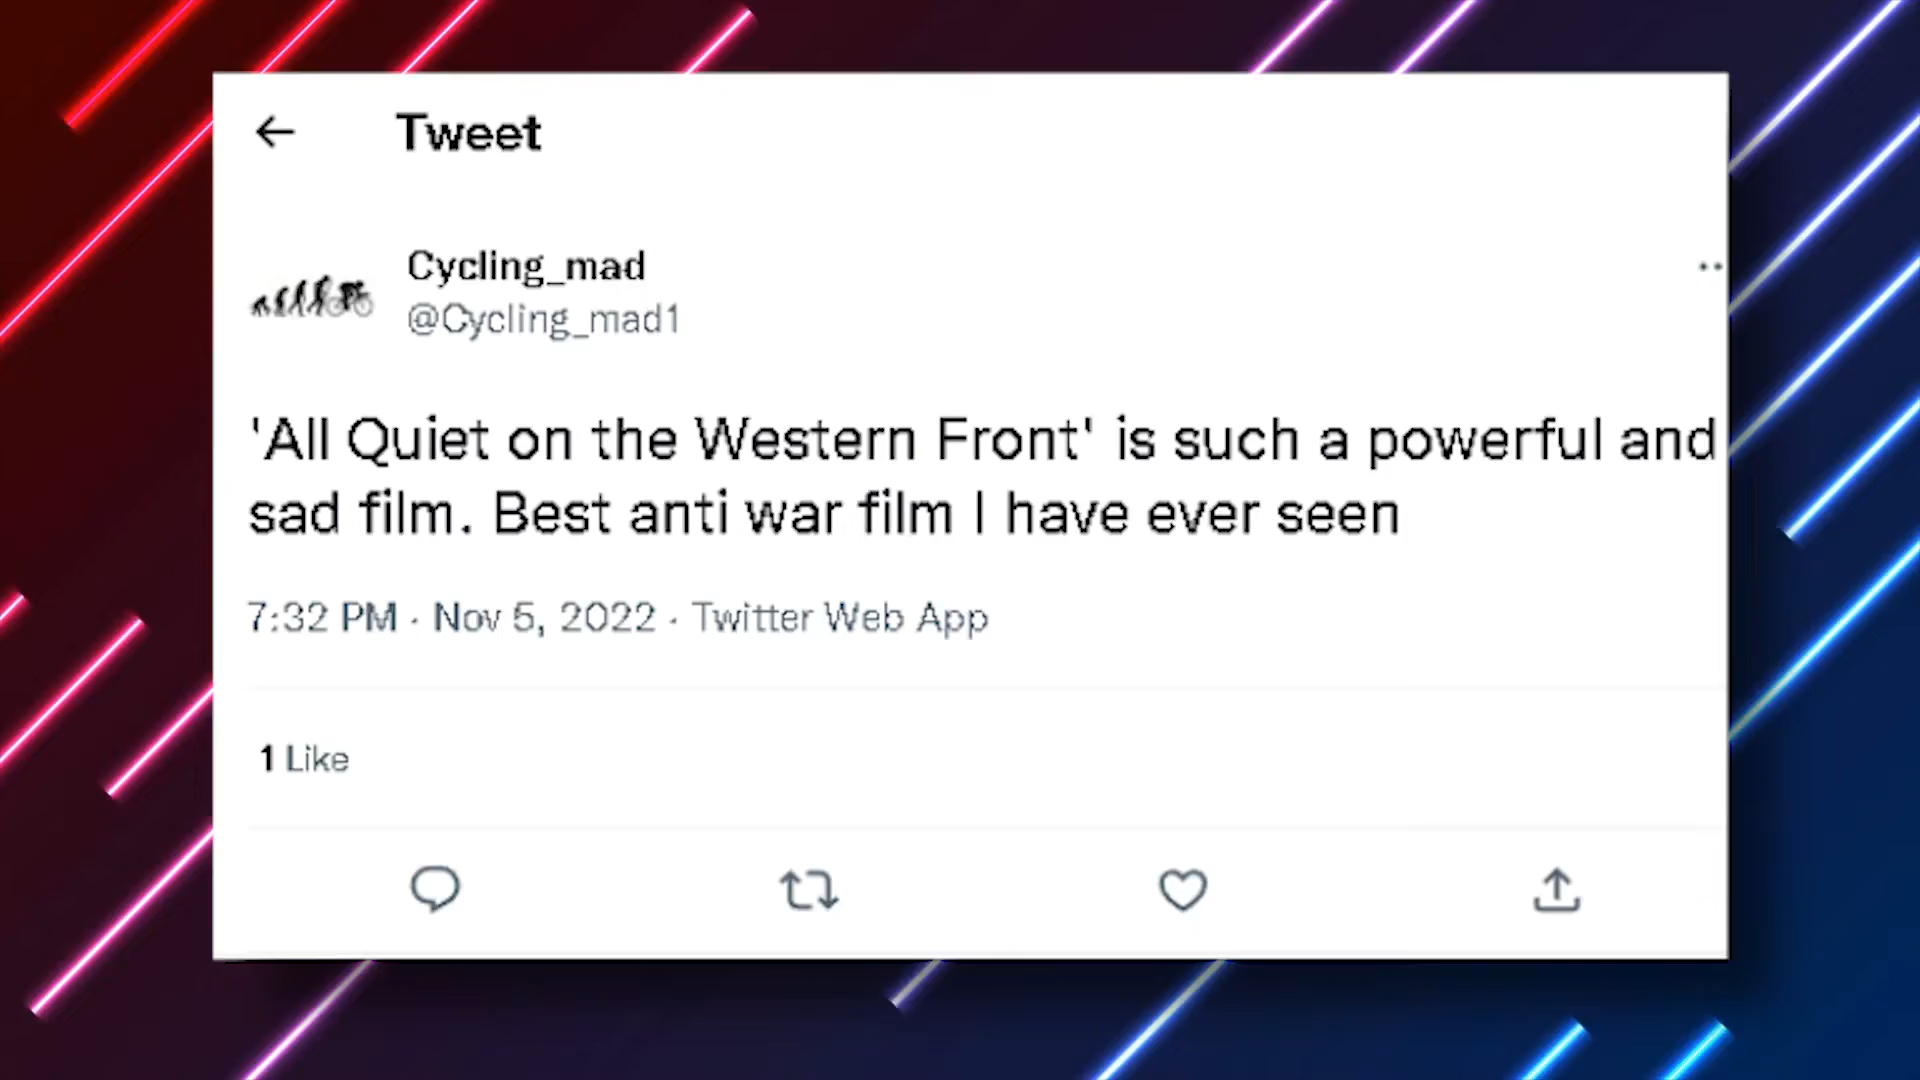 Tweet
Cycling_mad
@Cycling_mad1
'All Quiet on the Western Front' is such a powerful and
sad film. Best anti war film I have ever seen
7:32 PM · Nov 5, 2022 · Twitter Web App
1 Like